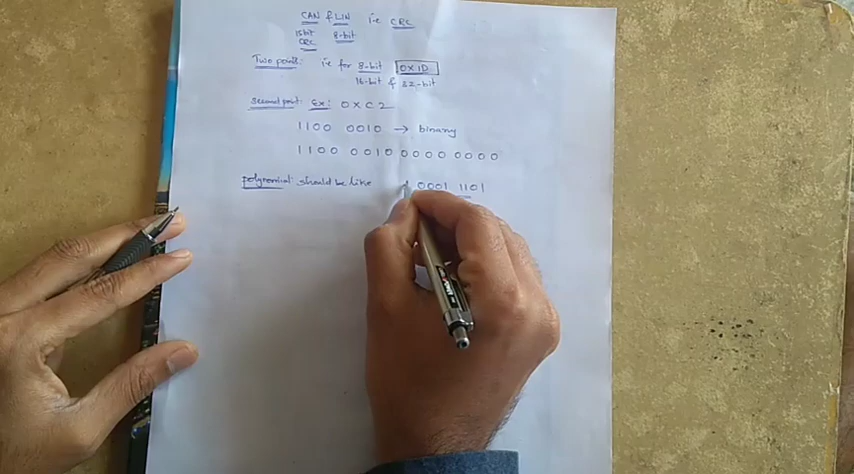 CAN & LIN i.e CRC
15bit 8-bit
CRC
Two points: i.e for 8-bit 0X1D
16-bit & 32-bit
Second point: Ex: 0XC2
1100 0010 → binary
1100 0010 0000 0000
polynomial: should be like 1 0001 1101